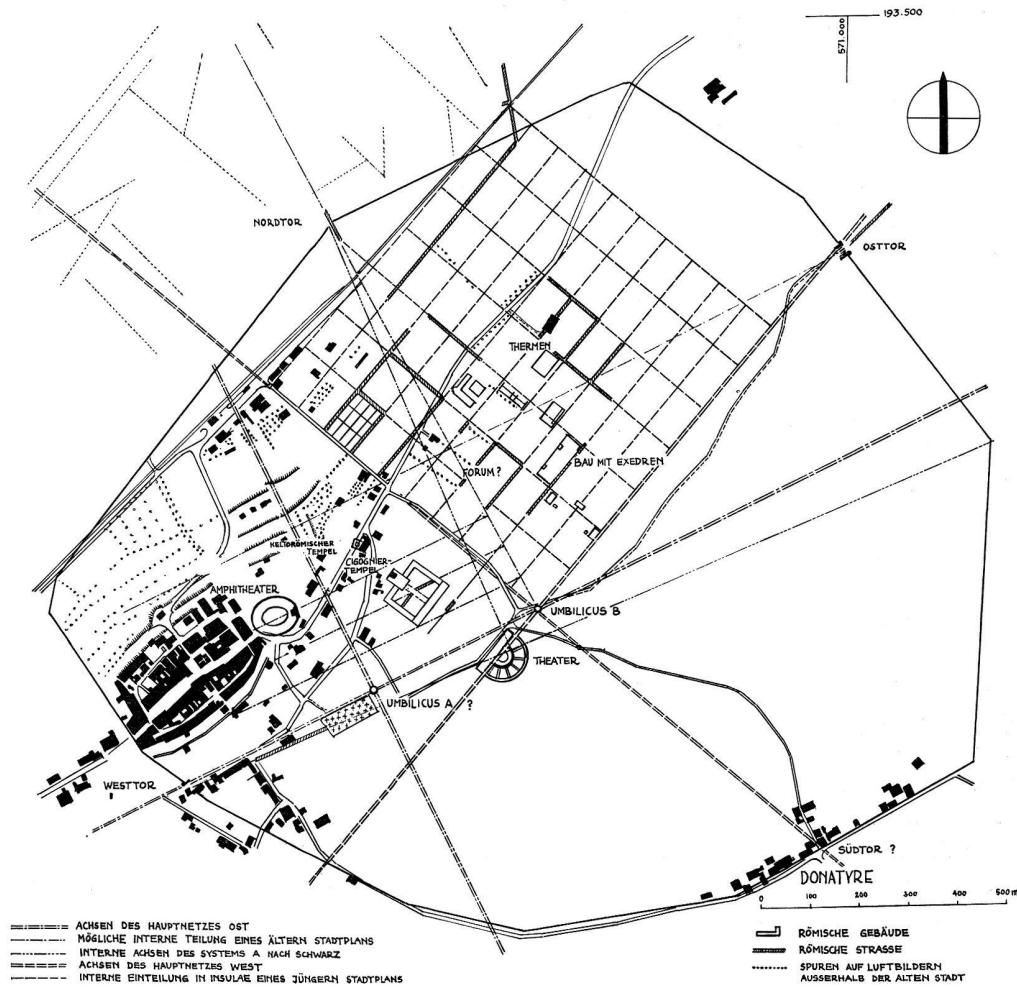 193.500
571.000
NORDTOR
OSTTOR
THERMEN
BAU MIT EXEDREN
FORUM?
KELTORÖMISCHER
TEMPEL
CIGOGNIER-
TEMPEL
AMPHITHEATER
UMBILICUS B
THEATER
UMBILICUS A ?
WESTTOR
SÜDTOR ?
DONATYRE
0 100 200 300 400 500 m
ACHSEN DES HAUPTNETZES OST
MÖGLICHE INTERNE TEILUNG EINES ÄLTERN STADTPLANS
INTERNE ACHSEN DES SYSTEMS A NACH SCHWARZ
ACHSEN DES HAUPTNETZES WEST
INTERNE EINTEILUNG IN INSULAE EINES JÜNGERN STADTPLANS
RÖMISCHE GEBÄUDE
RÖMISCHE STRASSE
SPUREN AUF LUFTBILDERN
AUSSERHALB DER ALTEN STADT